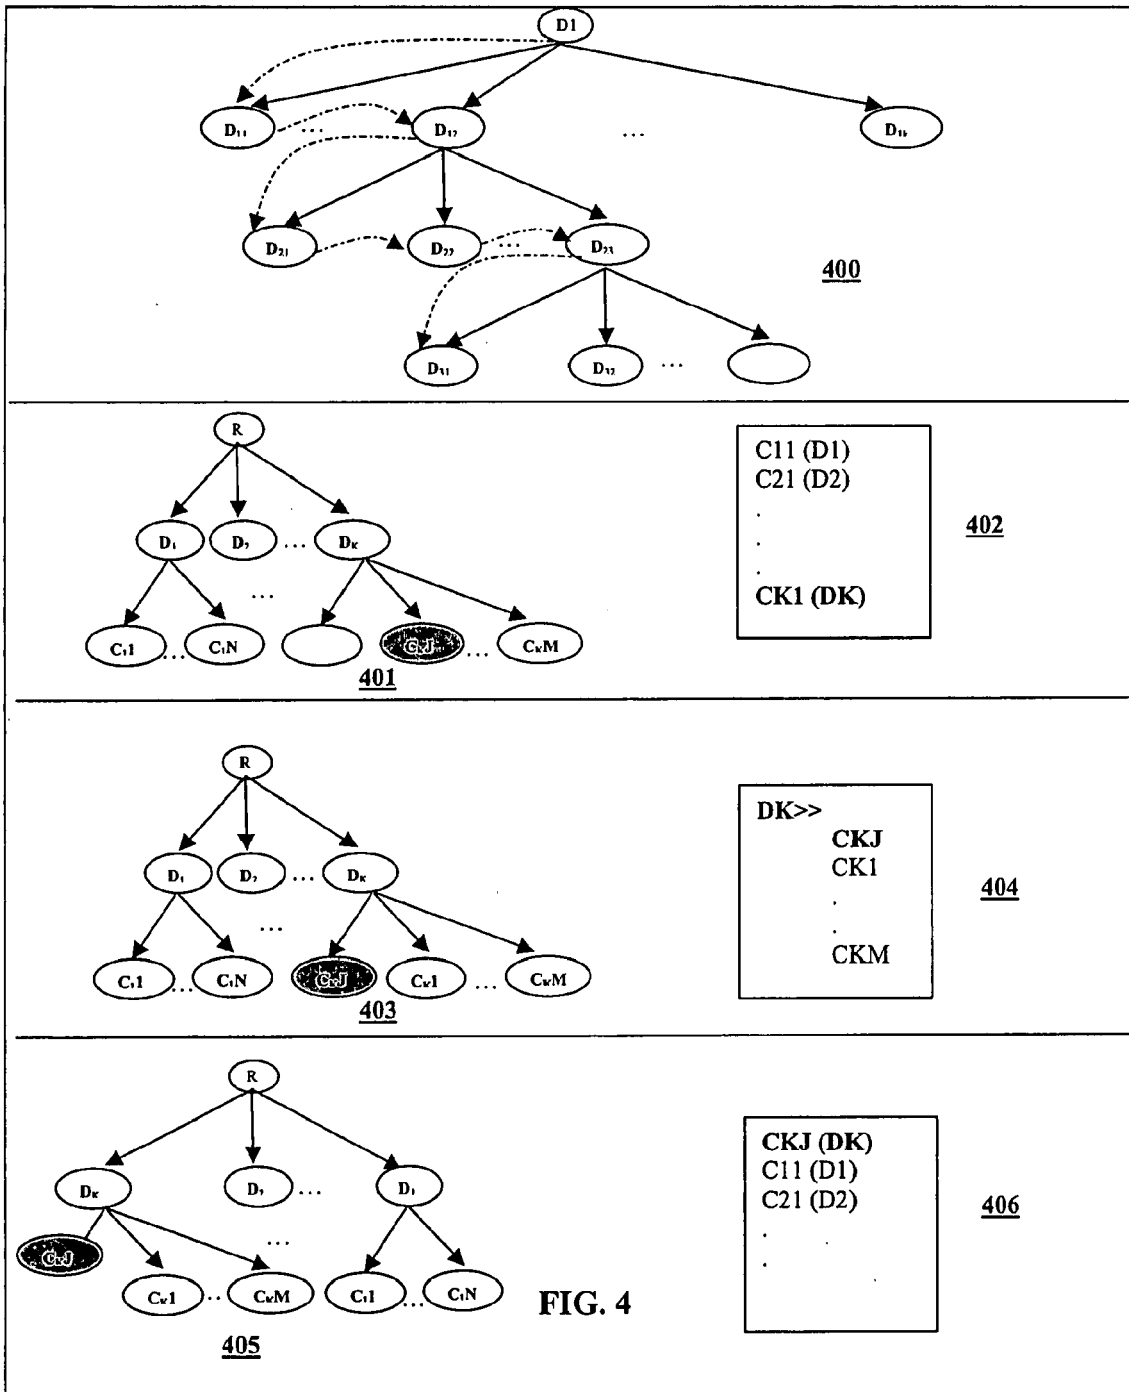 D1
D₁₁ ... D₁₂ ... D₁ₖ
D₂₁ D₂₂ ... D₂₃
400
D₃₁ D₃₂ ...
R
C11 (D1)
C21 (D2)
.
.
.
CK1 (DK)
402
D₁ D₂ ... Dₖ
...
C₁1 ... C₁N CₖJ ... CₖM
401
R
DK>>
CKJ
CK1
.
.
CKM
404
D₁ D₂ ... Dₖ
...
C₁1 ... C₁N CₖJ Cₖ1 ... CₖM
403
R
CKJ (DK)
C11 (D1)
C21 (D2)
.
.
406
Dₖ D₂ ... D₁
CₖJ ...
Cₖ1 .. CₖM C₁1 ... C₁N
FIG. 4
405